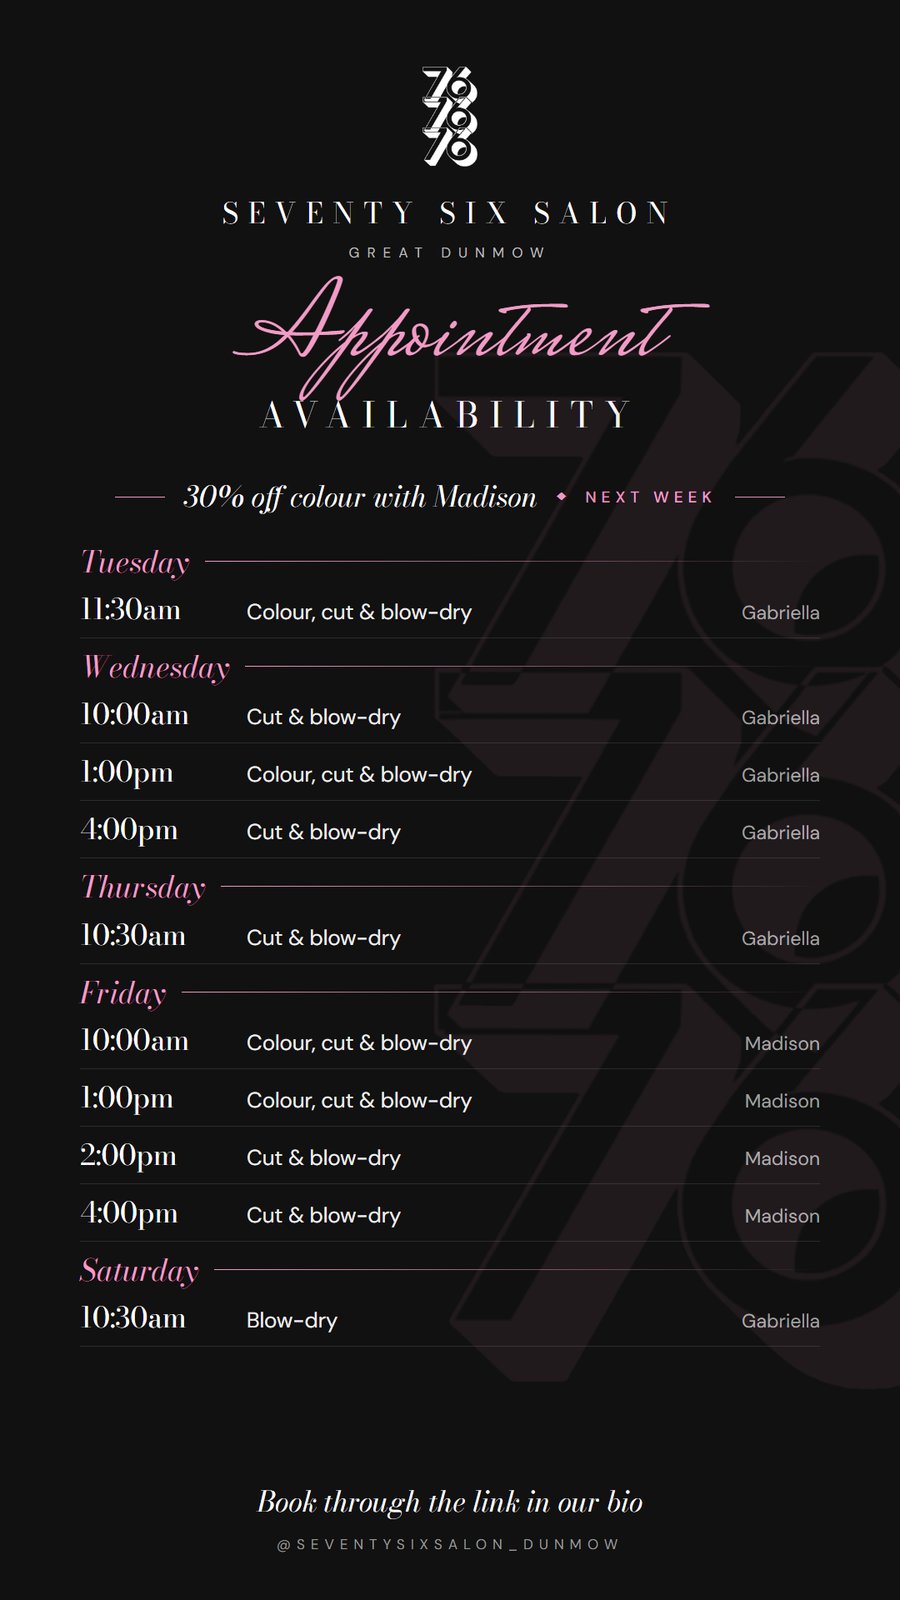 76
76
76
SEVENTY SIX SALON
GREAT DUNMOW
Appointment
AVAILABILITY
30% off colour with Madison ◆ NEXT WEEK
Tuesday
11:30am Colour, cut & blow-dry Gabriella
Wednesday
10:00am Cut & blow-dry Gabriella
1:00pm Colour, cut & blow-dry Gabriella
4:00pm Cut & blow-dry Gabriella
Thursday
10:30am Cut & blow-dry Gabriella
Friday
10:00am Colour, cut & blow-dry Madison
1:00pm Colour, cut & blow-dry Madison
2:00pm Cut & blow-dry Madison
4:00pm Cut & blow-dry Madison
Saturday
10:30am Blow-dry Gabriella
Book through the link in our bio
@SEVENTYSIXSALON_DUNMOW